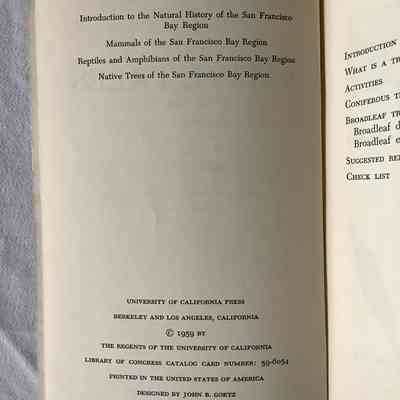 Introduction to the Natural History of the San Francisco
Bay Region
Mammals of the San Francisco Bay Region
Reptiles and Amphibians of the San Francisco Bay Region
Native Trees of the San Francisco Bay Region
UNIVERSITY OF CALIFORNIA PRESS
BERKELEY AND LOS ANGELES, CALIFORNIA
© 1959 BY
THE REGENTS OF THE UNIVERSITY OF CALIFORNIA
LIBRARY OF CONGRESS CATALOG CARD NUMBER: 59-6054
PRINTED IN THE UNITED STATES OF AMERICA
DESIGNED BY JOHN B. GOETZ
INTRODUCTION
WHAT IS A TR
ACTIVITIES
CONIFEROUS T
BROADLEAF TR
Broadleaf d
Broadleaf e
SUGGESTED RE
CHECK LIST